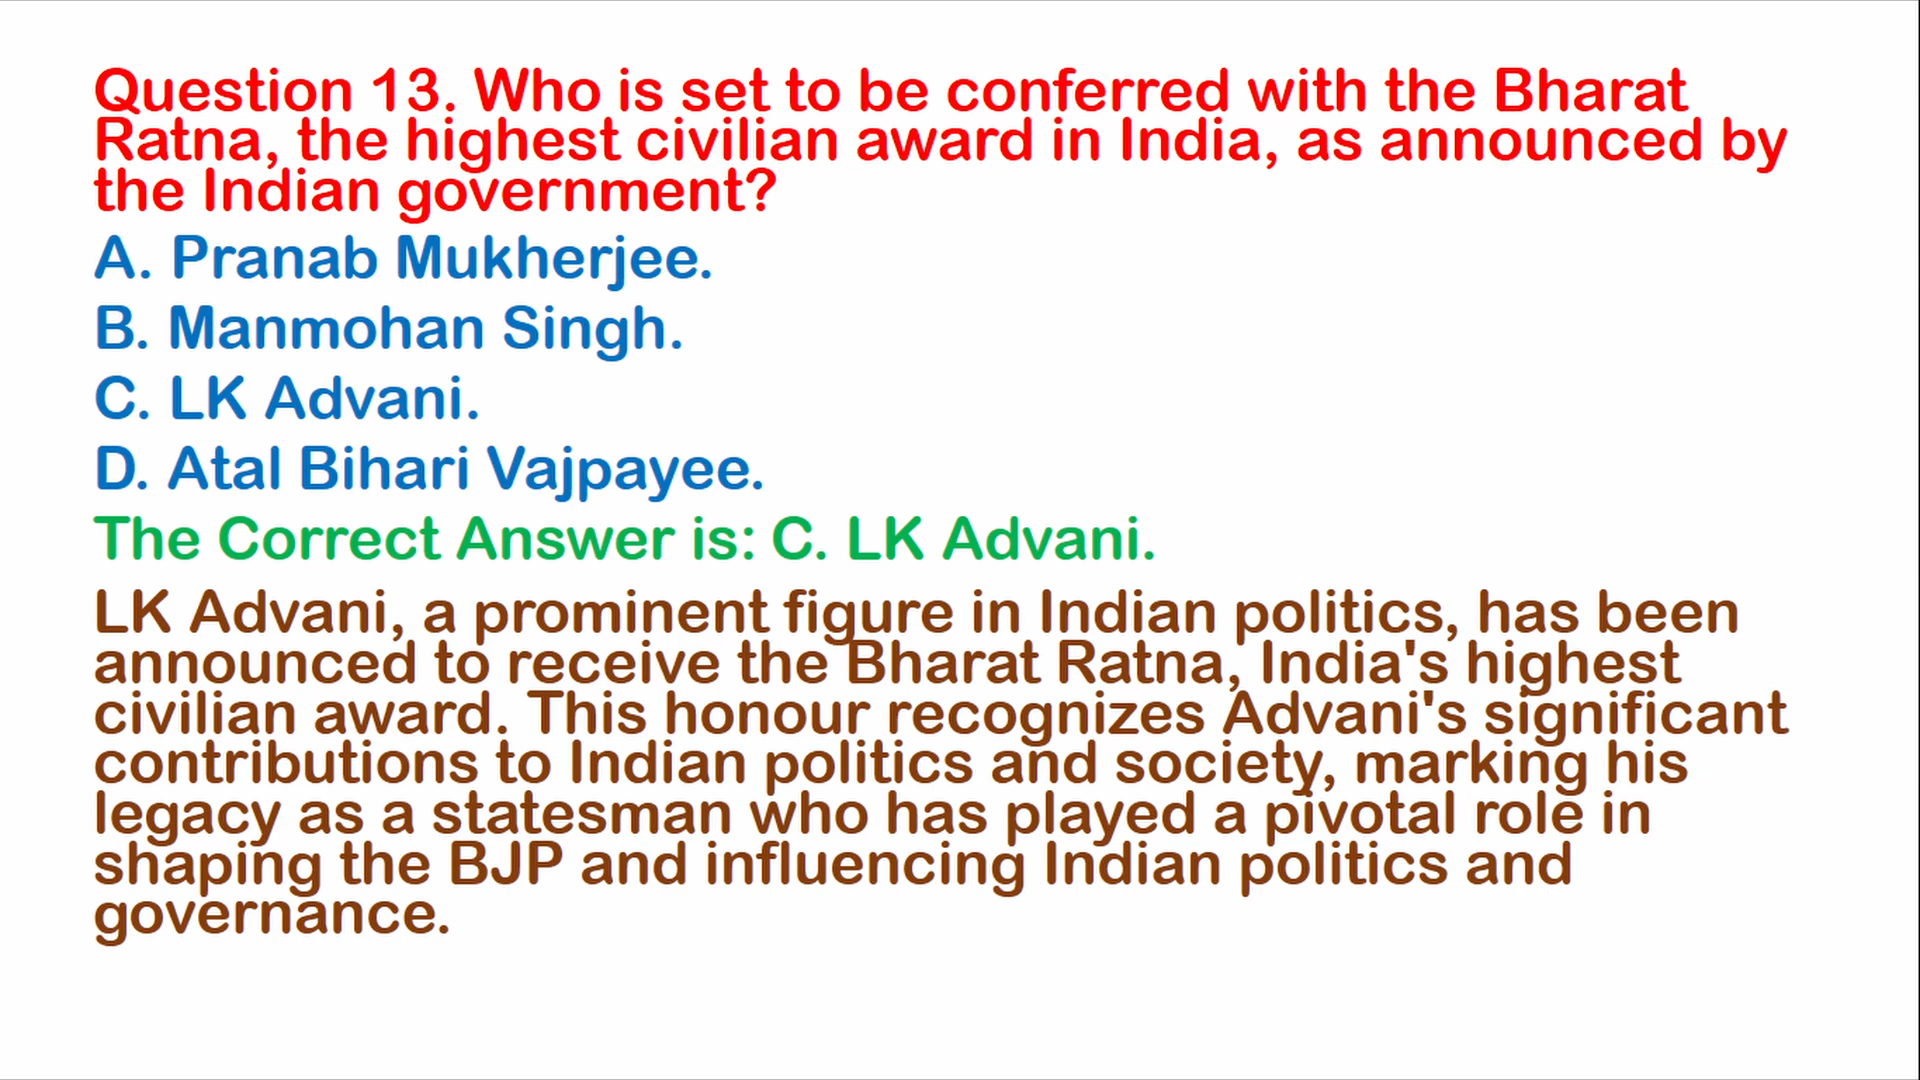 Question 13. Who is set to be conferred with the Bharat
Ratna, the highest civilian award in India, as announced by
the Indian government?
A. Pranab Mukherjee.
B. Manmohan Singh.
C. LK Advani.
D. Atal Bihari Vajpayee.
The Correct Answer is: C. LK Advani.
LK Advani, a prominent figure in Indian politics, has been
announced to receive the Bharat Ratna, India's highest
civilian award. This honour recognizes Advani's significant
contributions to Indian politics and society, marking his
legacy as a statesman who has played a pivotal role in
shaping the BJP and influencing Indian politics and
governance.